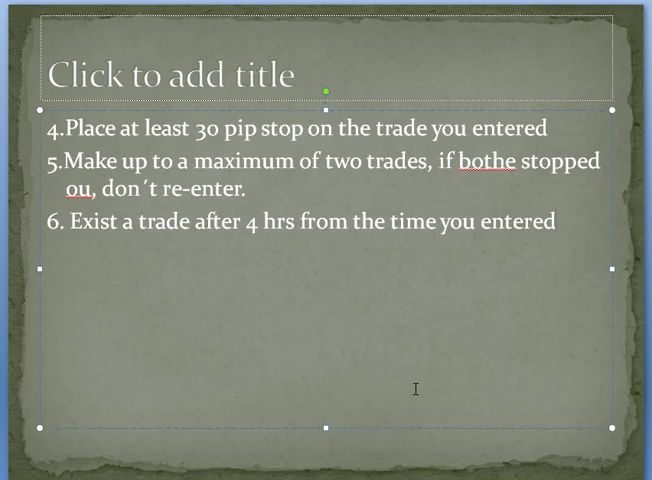 Click to add title
4.Place at least 30 pip stop on the trade you entered
5.Make up to a maximum of two trades, if bothe stopped
ou, don´t re-enter.
6. Exist a trade after 4 hrs from the time you entered